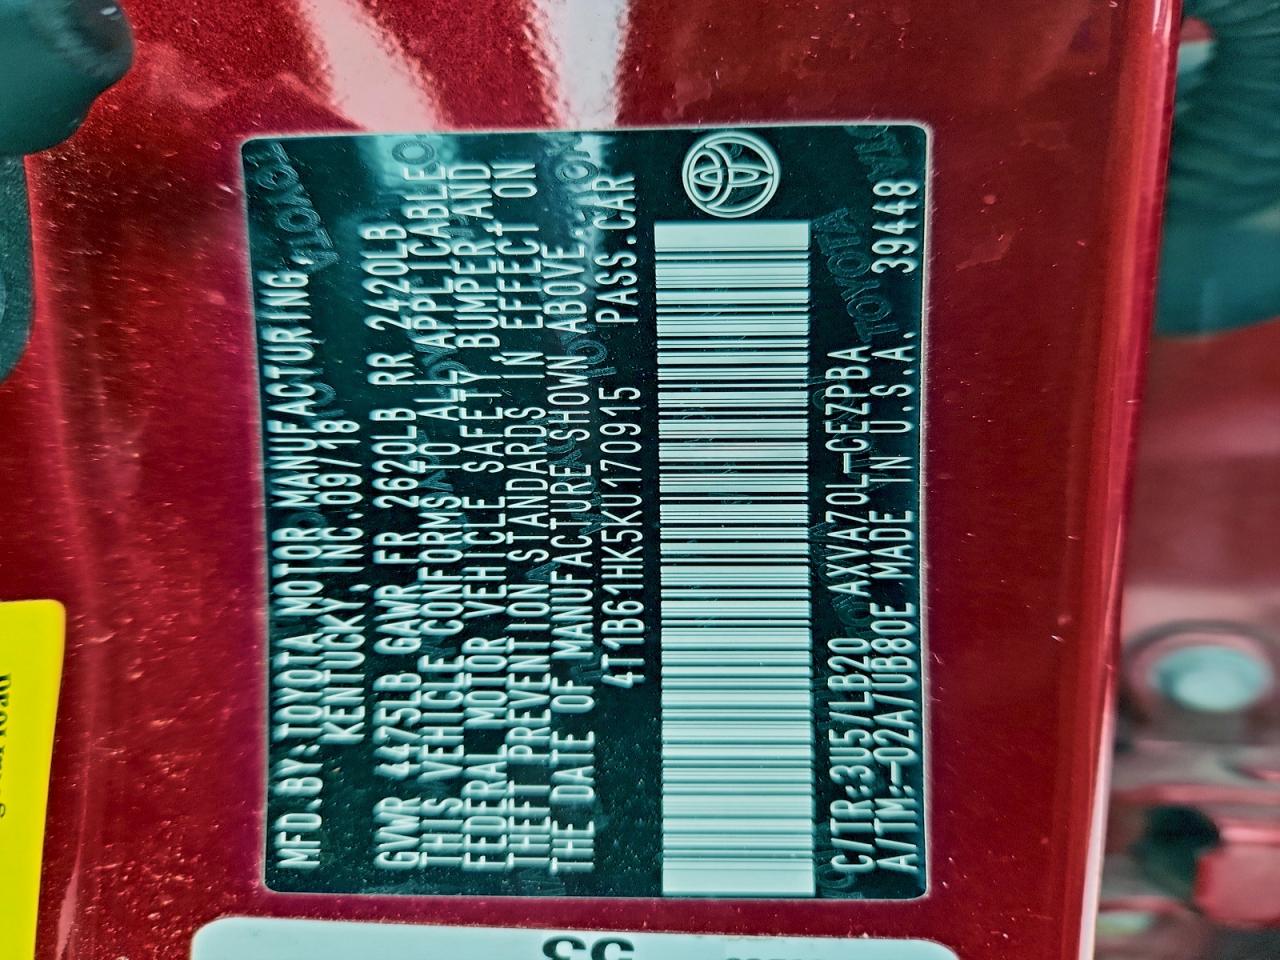 MFD.BY:TOYOTA MOTOR MANUFACTURING,
KENTUCKY,INC.09/18
GVWR 4475LB GAWR FR 2620LB RR 2420LB
THIS VEHICLE CONFORMS TO ALL APPLICABLE
FEDERAL MOTOR VEHICLE SAFETY BUMPER,AND
THEFT PREVENTION STANDARDS IN EFFECT ON
THE DATE OF MANUFACTURE SHOWN ABOVE.
4T1B61HK5KU170915 PASS.CAR
C/TR:3U5/LB20 AXVA70L-CEZPBA
A/TM:-02A/UB80E MADE IN U.S.A. 39448